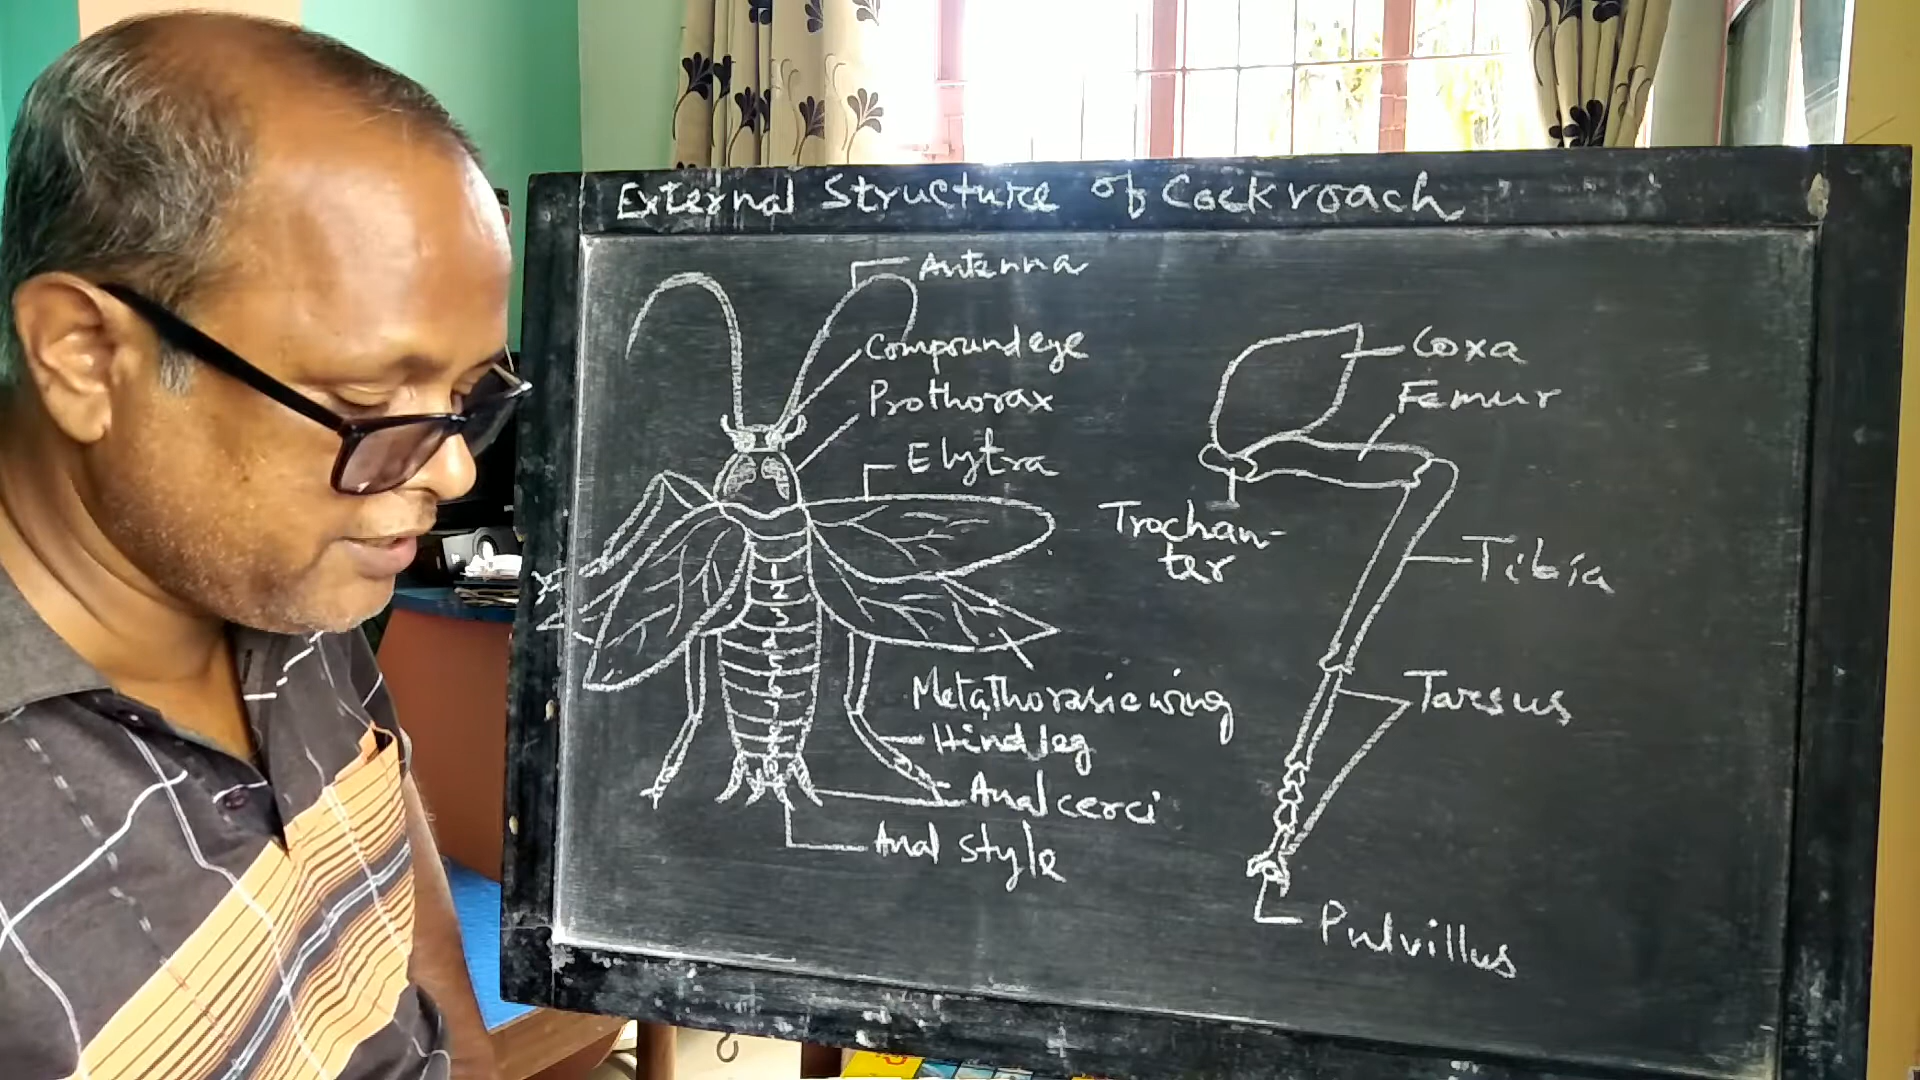 External Structure of Cockroach
Antenna
Compound eye
Prothorax
Elytra
1
2
3
4
5
6
7
8
9
10
Metathorasic wing
Hind leg
Anal cerci
Anal style
Coxa
Femur
Trochan-
ter
Tibia
Tarsus
Pulvillus